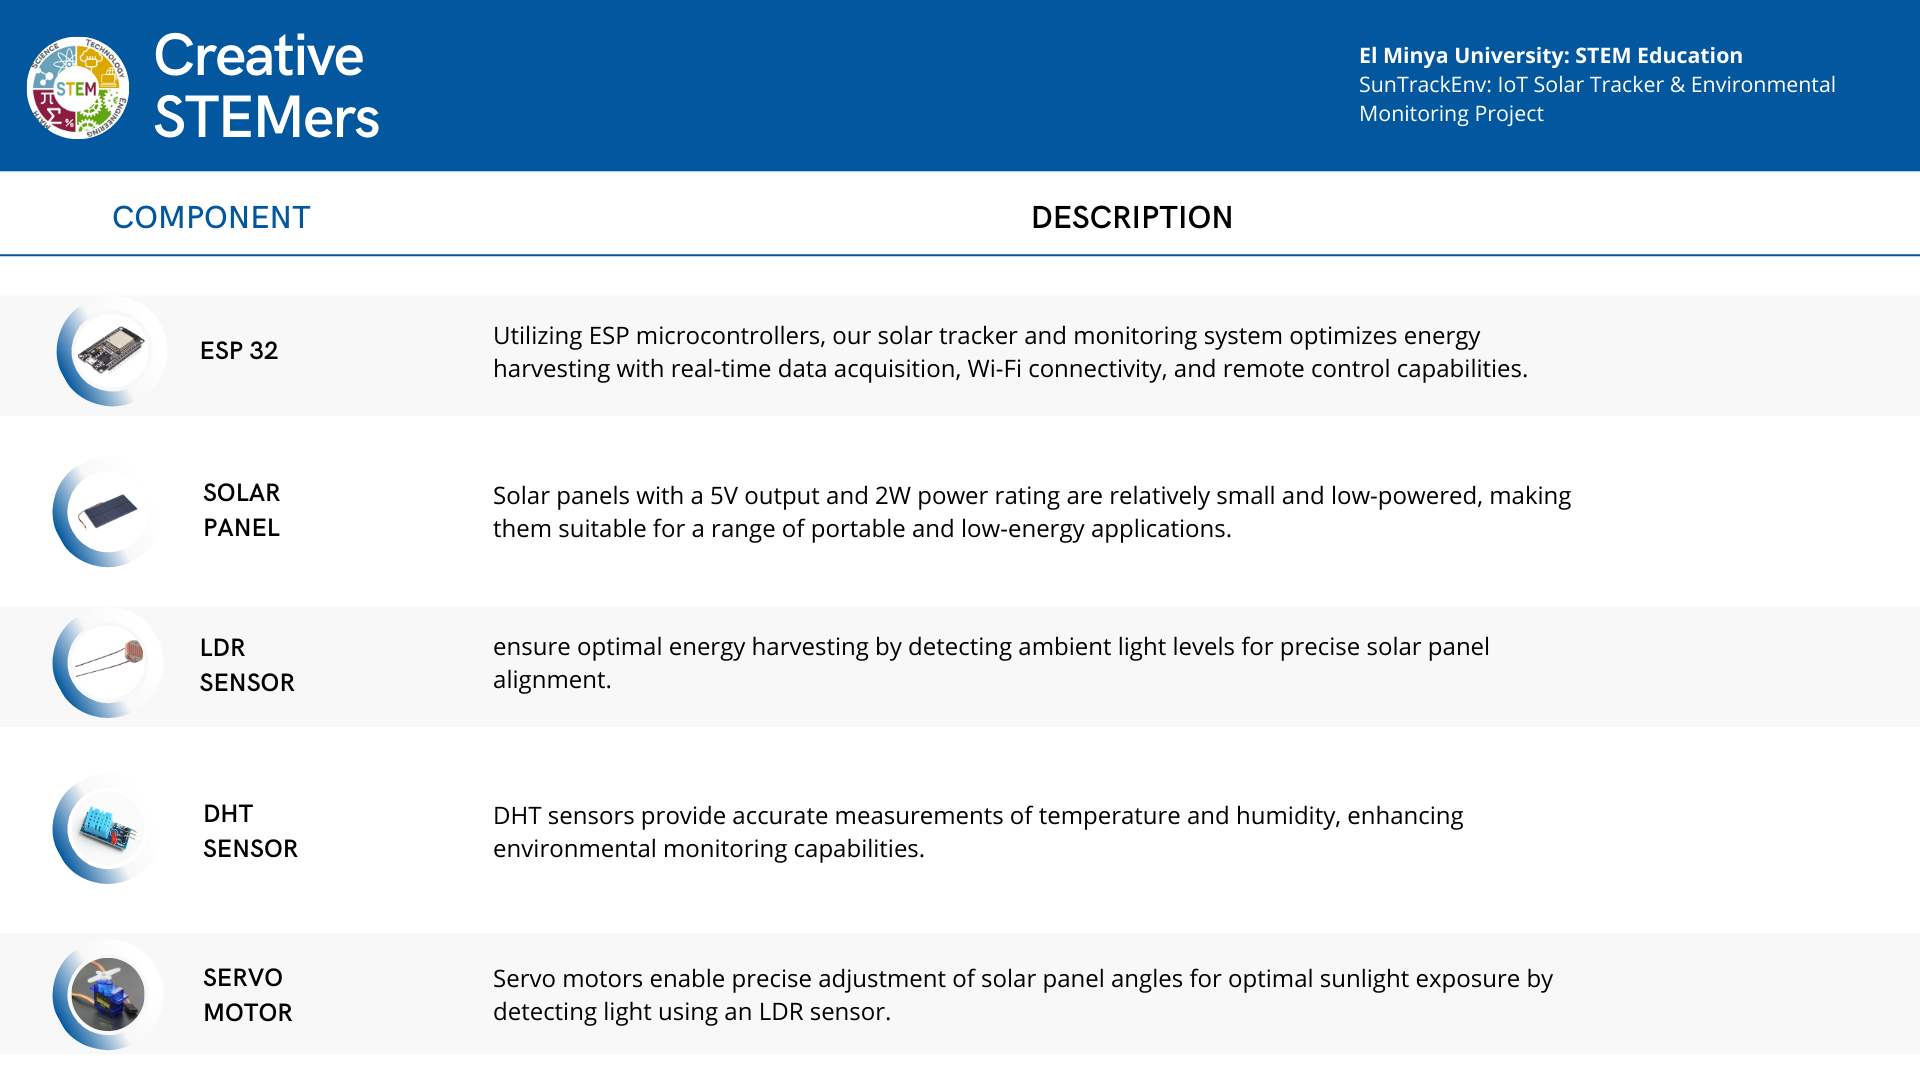 SCIENCE
TECHNOLOGY
ENGINEERING
MATH
STEM
π
Σ
%
Creative
STEMers
El Minya University: STEM Education
SunTrackEnv: IoT Solar Tracker & Environmental
Monitoring Project
COMPONENT
DESCRIPTION
ESP 32
Utilizing ESP microcontrollers, our solar tracker and monitoring system optimizes energy
harvesting with real-time data acquisition, Wi-Fi connectivity, and remote control capabilities.
SOLAR
PANEL
Solar panels with a 5V output and 2W power rating are relatively small and low-powered, making
them suitable for a range of portable and low-energy applications.
LDR
SENSOR
ensure optimal energy harvesting by detecting ambient light levels for precise solar panel
alignment.
DHT
SENSOR
DHT sensors provide accurate measurements of temperature and humidity, enhancing
environmental monitoring capabilities.
SERVO
MOTOR
Servo motors enable precise adjustment of solar panel angles for optimal sunlight exposure by
detecting light using an LDR sensor.